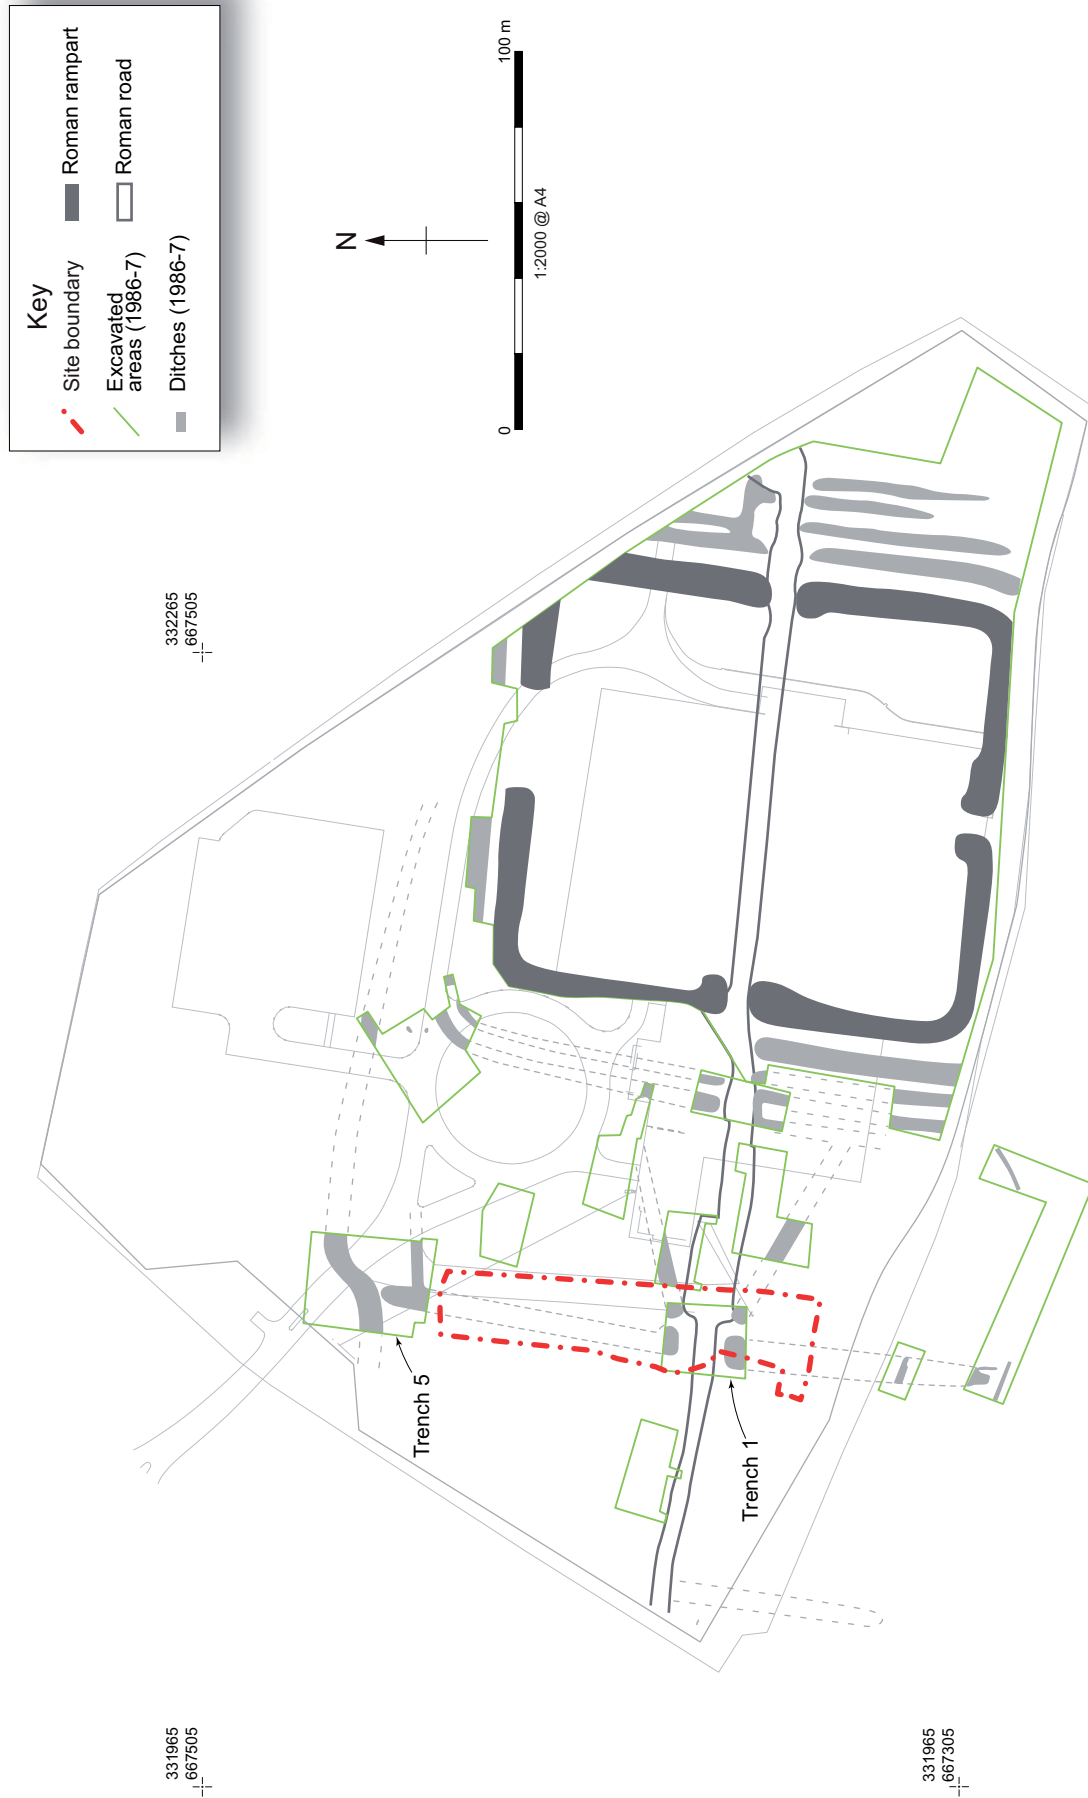 Key
Site boundary
Excavated
areas (1986-7)
Ditches (1986-7)
Roman rampart
Roman road
N
0
100 m
1:2000 @ A4
332265
667505
Trench 5
Trench 1
331965
667505
331965
667305